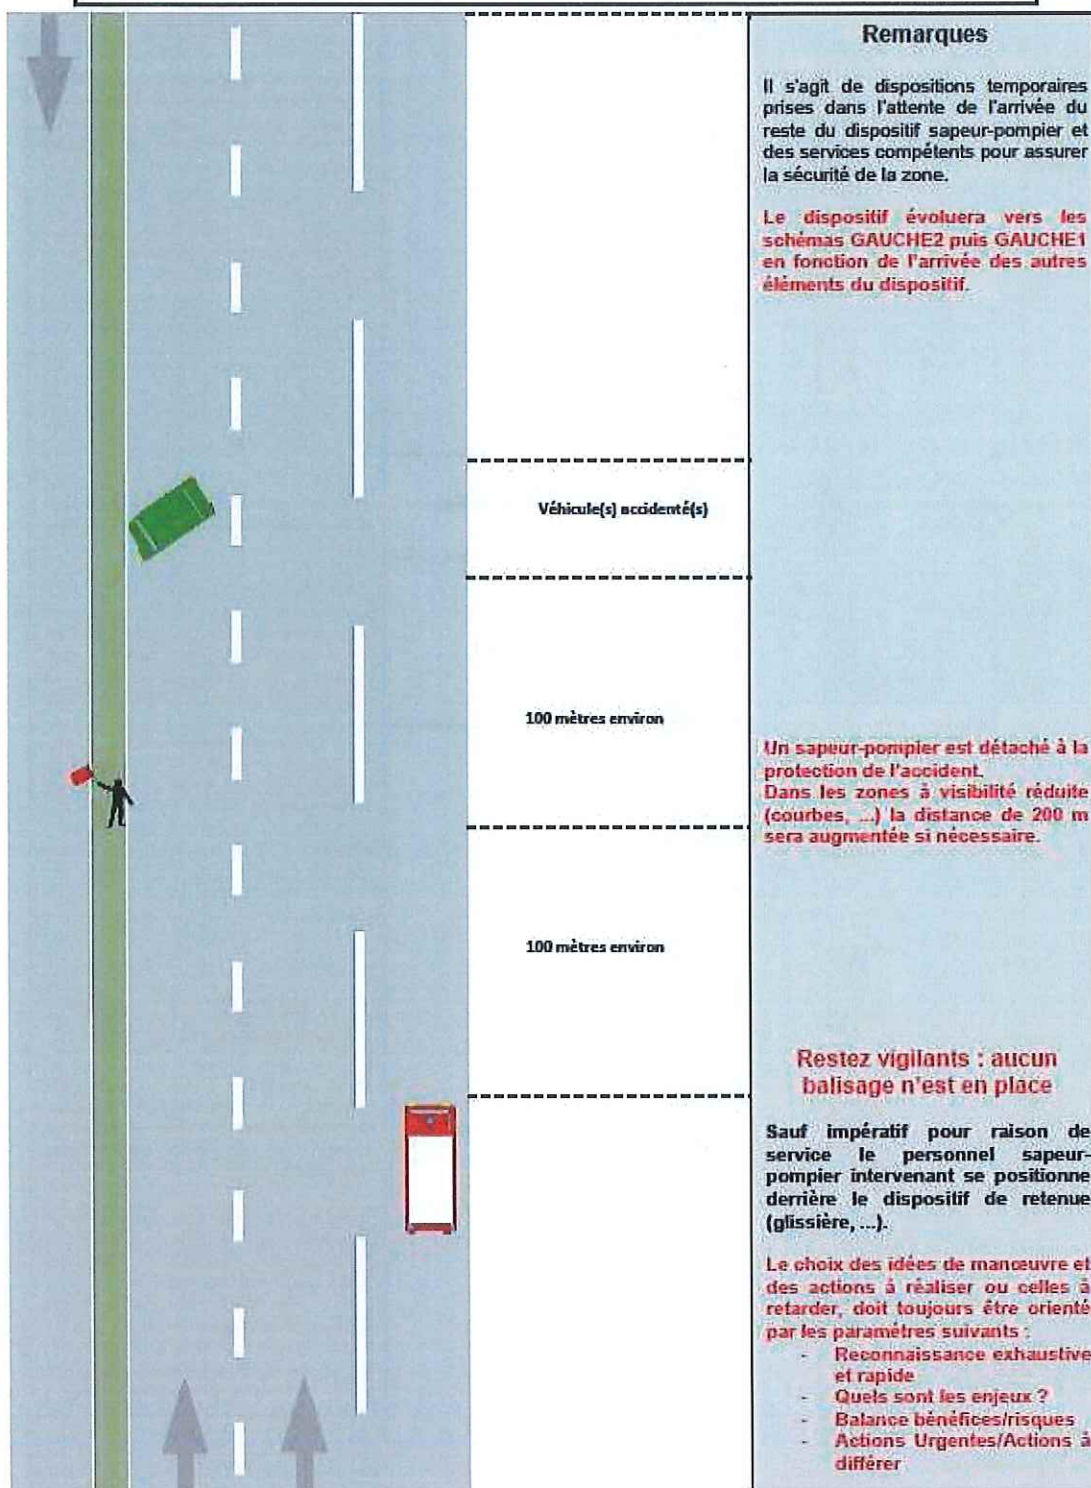 Remarques
Il s'agit de dispositions temporaires
prises dans l'attente de l'arrivée du
reste du dispositif sapeur-pompier et
des services compétents pour assurer
la sécurité de la zone.
Le dispositif évoluera vers les
schémas GAUCHE2 puis GAUCHE1
en fonction de l'arrivée des autres
éléments du dispositif.
Véhicule(s) accidenté(s)
100 mètres environ
Un sapeur-pompier est détaché à la
protection de l'accident.
Dans les zones à visibilité réduite
(courbes, ...) la distance de 200 m
sera augmentée si nécessaire.
100 mètres environ
Restez vigilants : aucun
balisage n'est en place
Sauf impératif pour raison de
service le personnel sapeur-
pompier intervenant se positionne
derrière le dispositif de retenue
(glissière, ...).
Le choix des idées de manœuvre et
des actions à réaliser ou celles à
retarder, doit toujours être orienté
par les paramètres suivants :
- Reconnaissance exhaustive
et rapide
- Quels sont les enjeux ?
- Balance bénéfices/risques
- Actions Urgentes/Actions à
différer